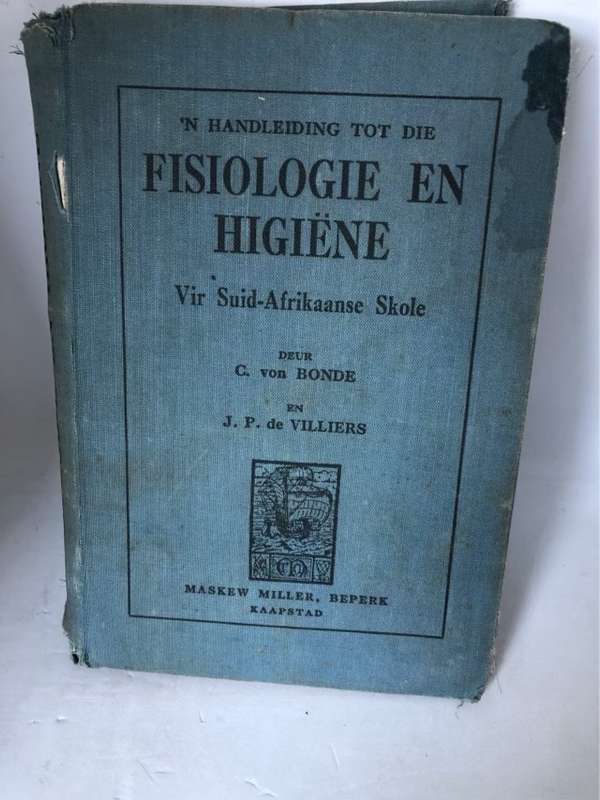 'N HANDLEIDING TOT DIE
FISIOLOGIE EN
HIGIËNE
Vir Suid-Afrikaanse Skole
DEUR
C. von BONDE
EN
J. P. de VILLIERS
MASKEW MILLER, BEPERK
KAAPSTAD